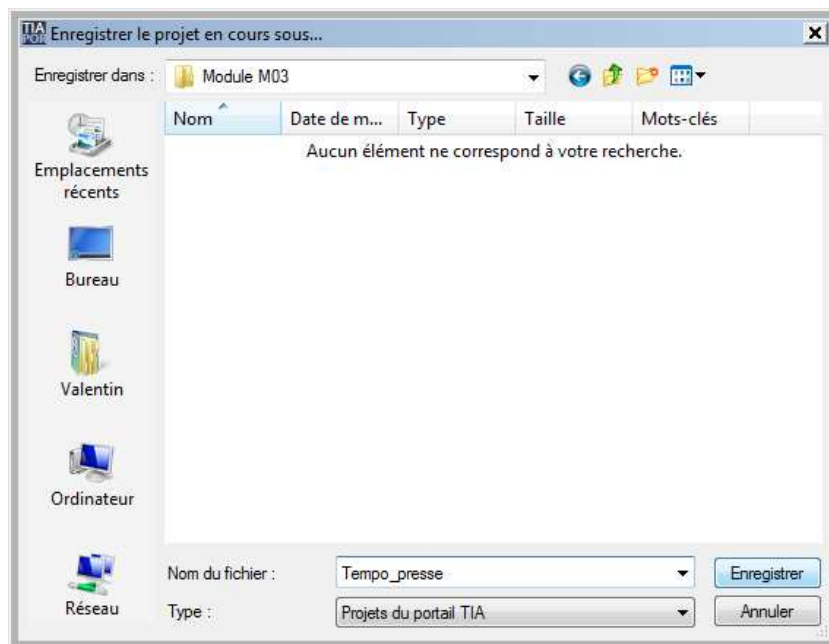 TIA
POR
Enregistrer le projet en cours sous...
Enregistrer dans :
Module M03
Nom
Date de m...
Type
Taille
Mots-clés
Aucun élément ne correspond à votre recherche.
Emplacements
récents
Bureau
Valentin
Ordinateur
Réseau
Nom du fichier :
Tempo_presse
Enregistrer
Type :
Projets du portail TIA
Annuler